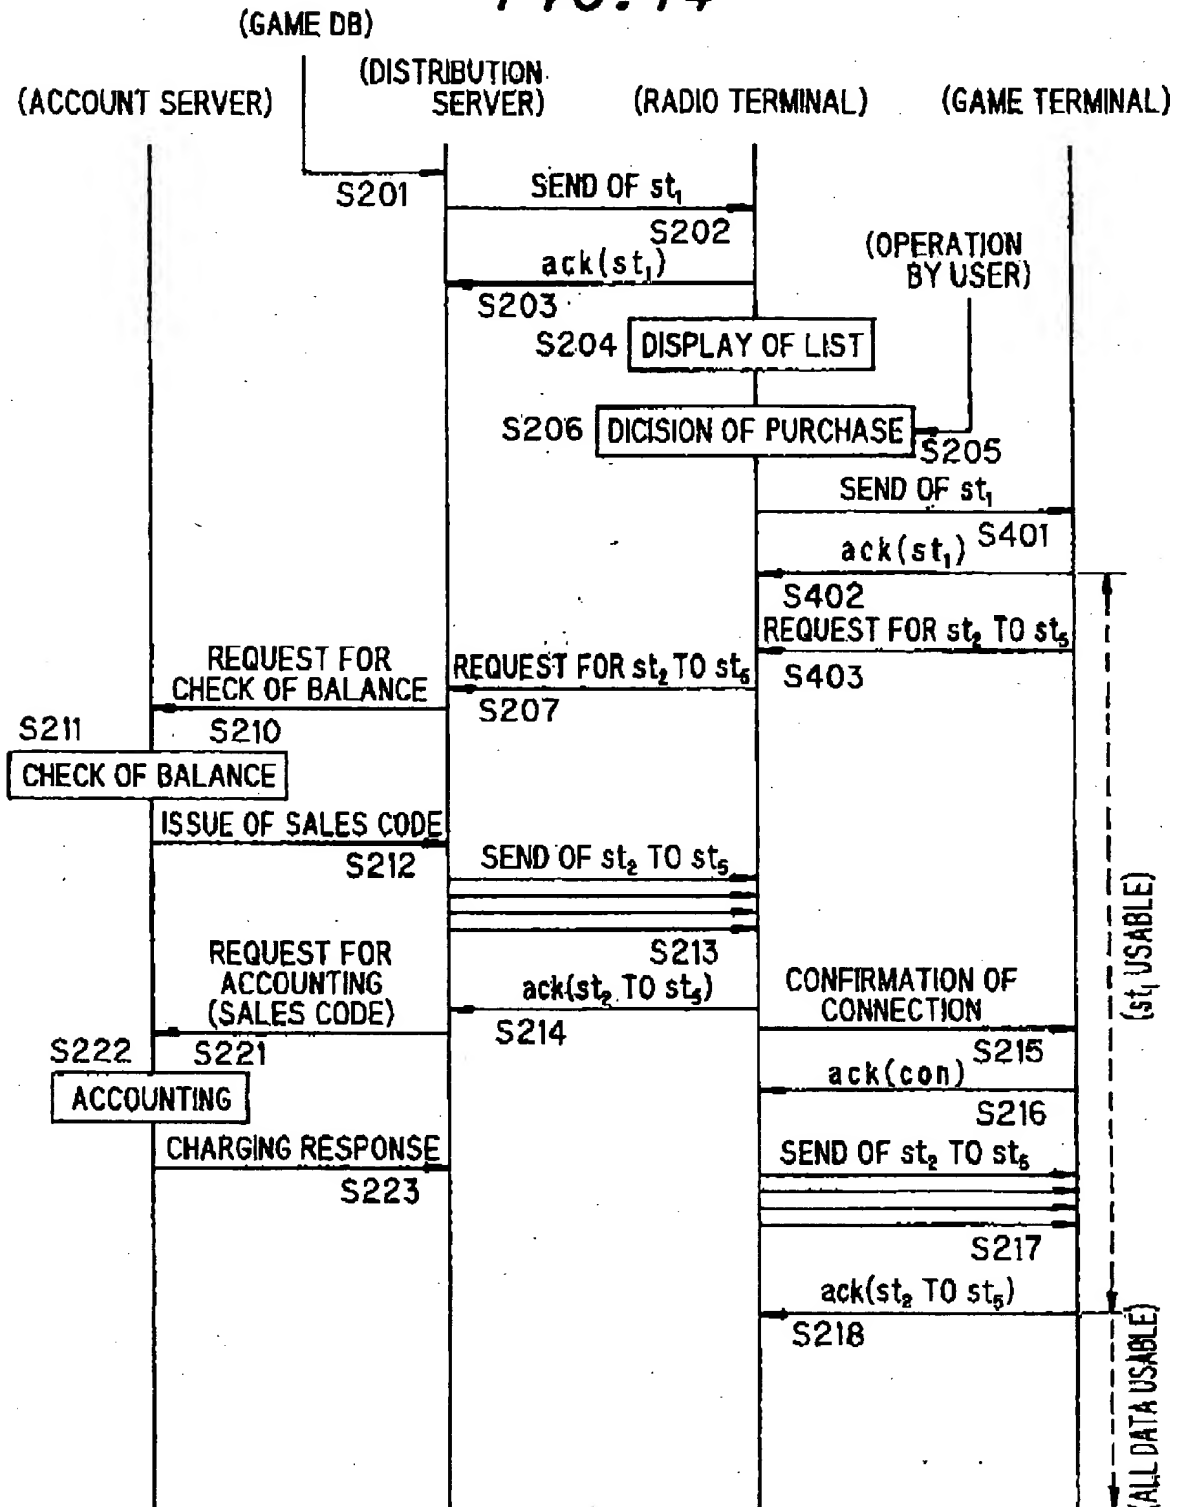 FIG. 14
(GAME DB)
(DISTRIBUTION
SERVER)
(ACCOUNT SERVER)
(RADIO TERMINAL)
(GAME TERMINAL)
S201
SEND OF st₁
S202
ack(st₁)
S203
(OPERATION
BY USER)
S204
DISPLAY OF LIST
S206
DICISION OF PURCHASE
S205
SEND OF st₁
S401
ack(st₁)
S402
REQUEST FOR st₂ TO st₅
S403
REQUEST FOR st₂ TO st₅
S207
REQUEST FOR
CHECK OF BALANCE
S210
S211
CHECK OF BALANCE
ISSUE OF SALES CODE
S212
SEND OF st₂ TO st₅
S213
(st₁ USABLE)
REQUEST FOR
ACCOUNTING
(SALES CODE)
S221
ack(st₂ TO st₅)
S214
CONFIRMATION OF
CONNECTION
S215
S222
ACCOUNTING
ack(con)
S216
CHARGING RESPONSE
S223
SEND OF st₂ TO st₅
S217
ack(st₂ TO st₅)
S218
(ALL DATA USABLE)